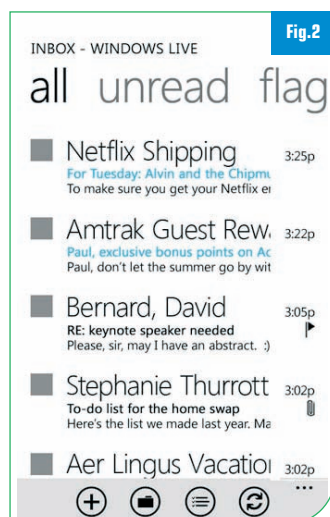 Fig.2
INBOX - WINDOWS LIVE
all unread flag
Netflix Shipping 3:25p
For Tuesday: Alvin and the Chipmu
To make sure you get your Netflix en
Amtrak Guest Rew 3:22p
Paul, exclusive bonus points on Ac
Paul, don't let the summer go by wit
Bernard, David 3:05p
RE: keynote speaker needed
Please, sir, may I have an abstract. :)
Stephanie Thurrott 3:02p
To-do list for the home swap
Here's the list we made last year. Ma
Aer Lingus Vacation 3:02p
...